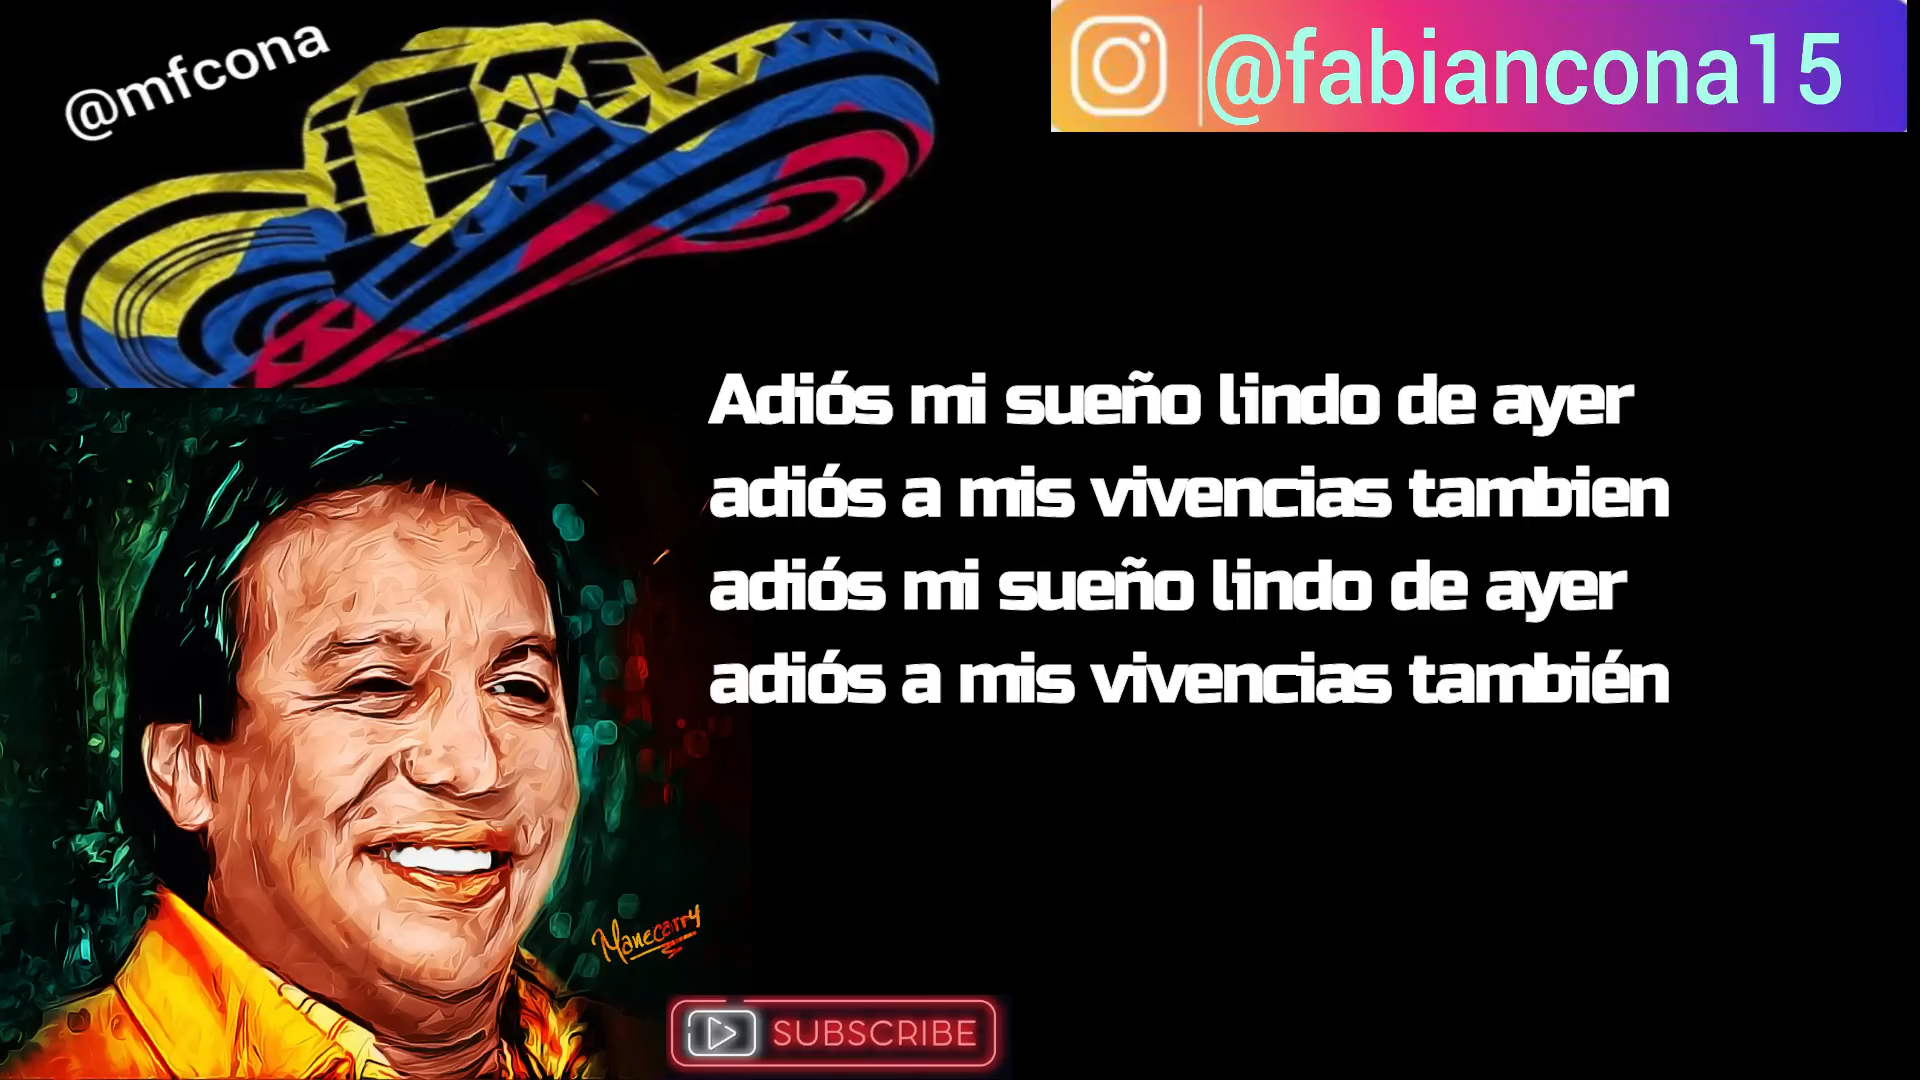 @mfcona
@fabiancona15
Adiós mi sueño lindo de ayer
adiós a mis vivencias tambien
adiós mi sueño lindo de ayer
adiós a mis vivencias también
Manecarry
SUBSCRIBE